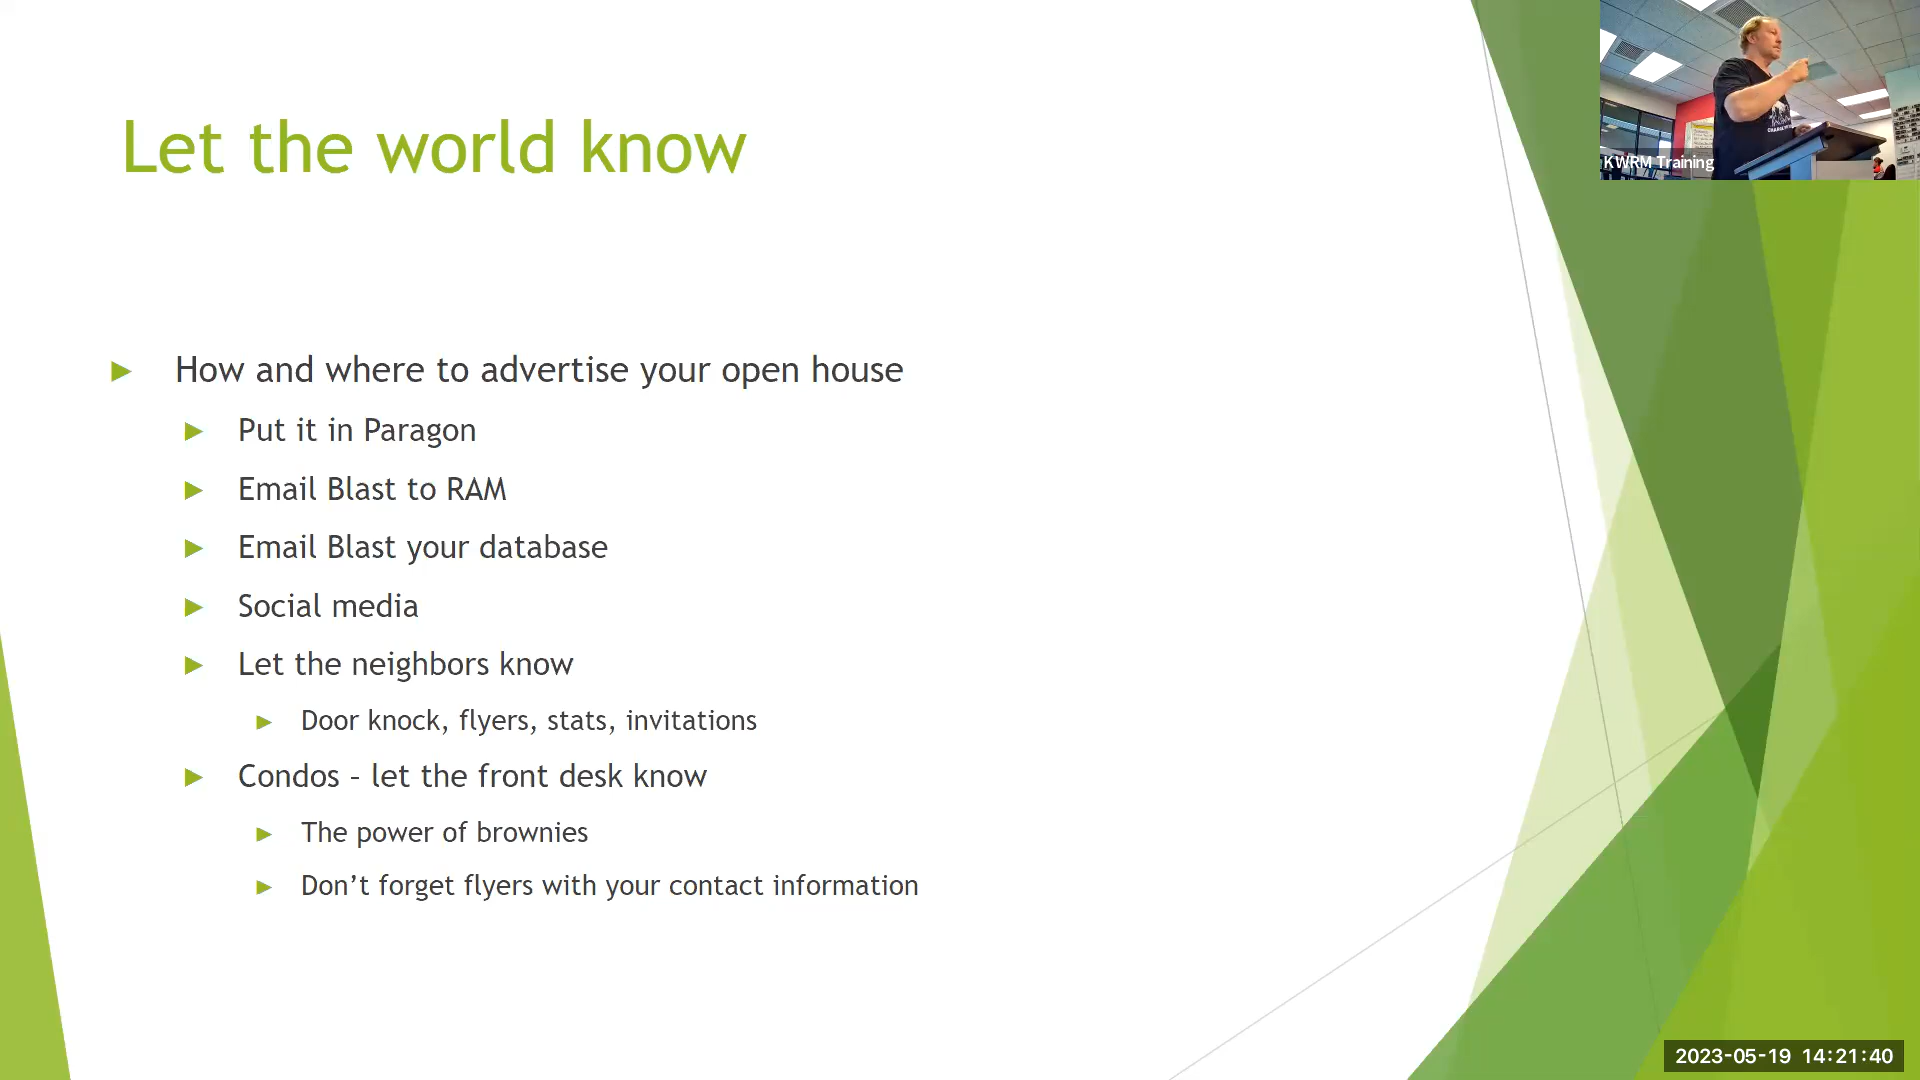 Let the world know
KWRM Training
How and where to advertise your open house
Put it in Paragon
Email Blast to RAM
Email Blast your database
Social media
Let the neighbors know
Door knock, flyers, stats, invitations
Condos – let the front desk know
The power of brownies
Don’t forget flyers with your contact information
2023-05-19 14:21:40